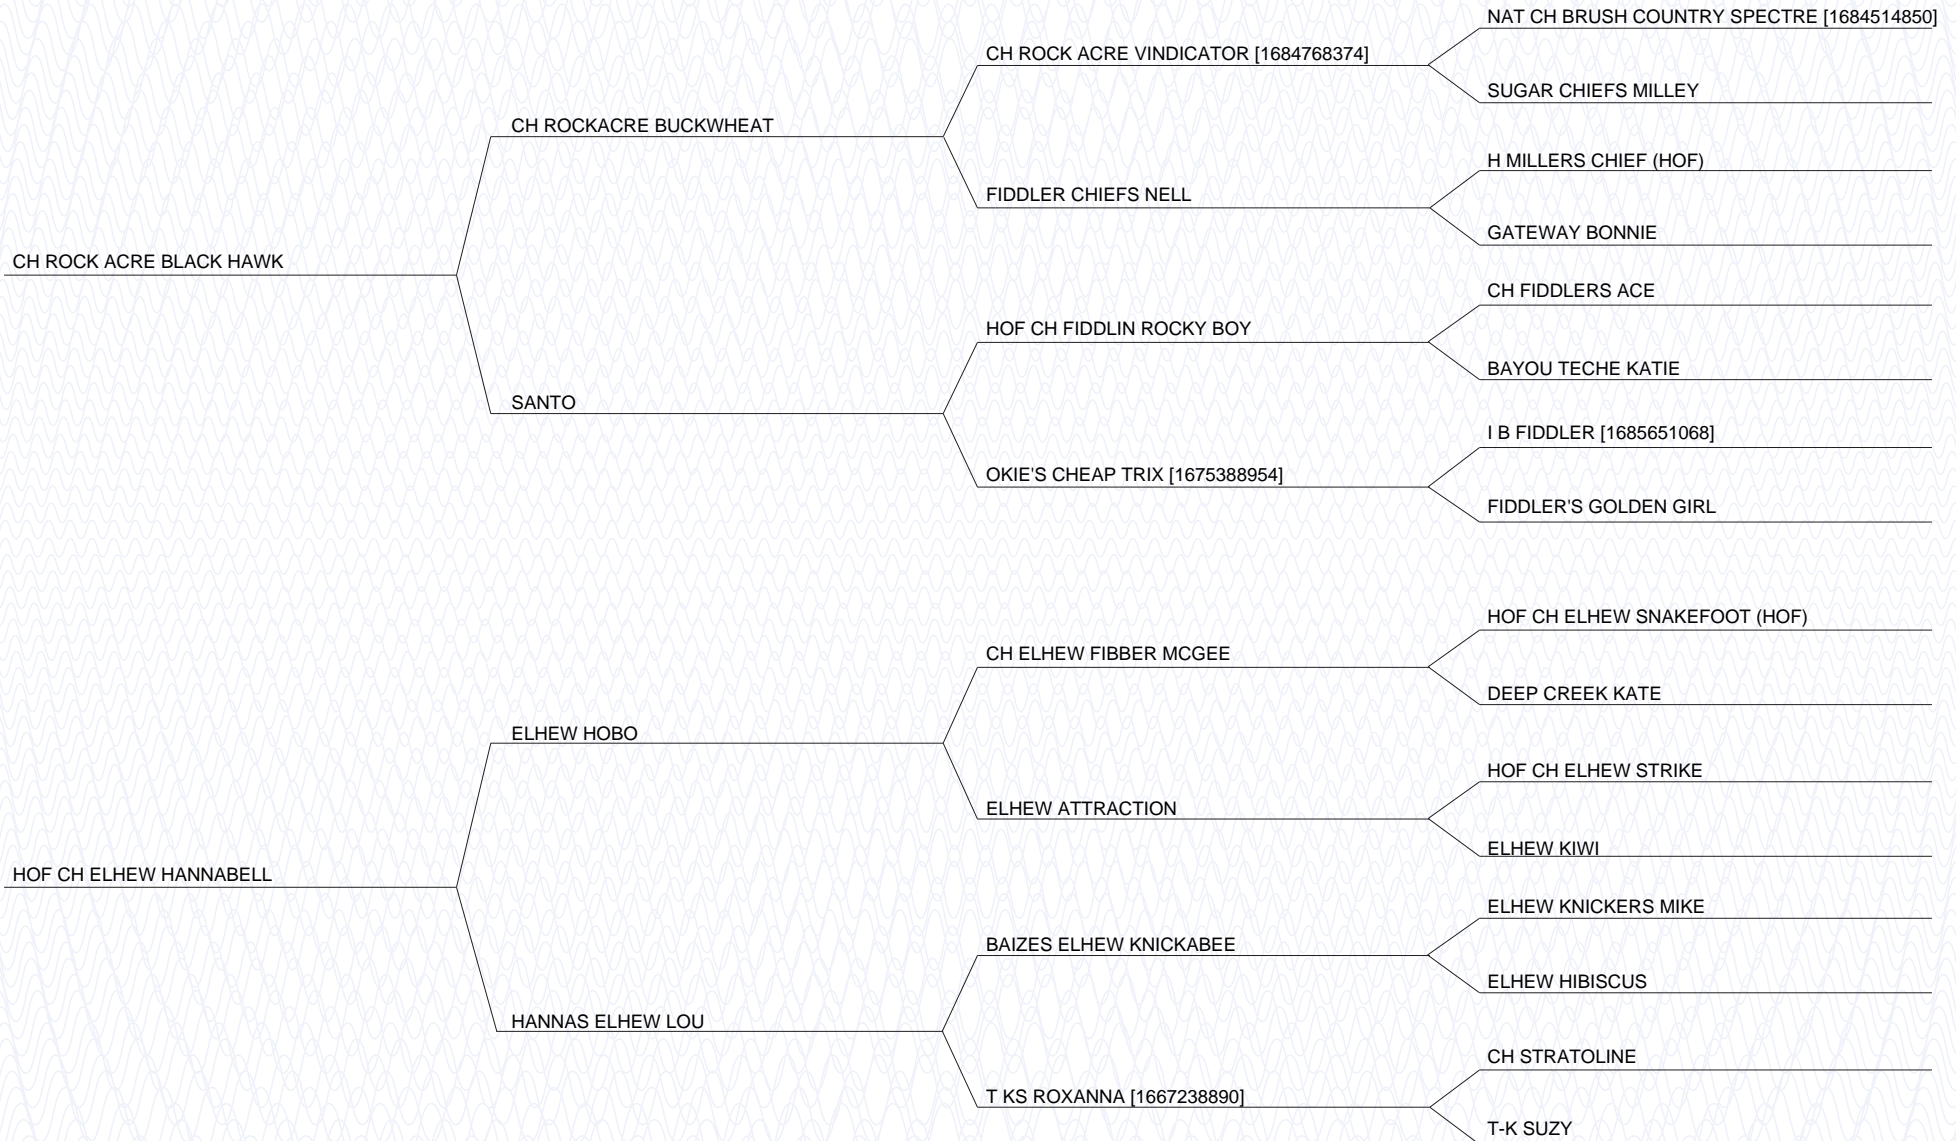 NAT CH BRUSH COUNTRY SPECTRE [1684514850]
CH ROCK ACRE VINDICATOR [1684768374]
SUGAR CHIEFS MILLEY
CH ROCKACRE BUCKWHEAT
H MILLERS CHIEF (HOF)
FIDDLER CHIEFS NELL
GATEWAY BONNIE
CH ROCK ACRE BLACK HAWK
CH FIDDLERS ACE
HOF CH FIDDLIN ROCKY BOY
BAYOU TECHE KATIE
SANTO
I B FIDDLER [1685651068]
OKIE'S CHEAP TRIX [1675388954]
FIDDLER'S GOLDEN GIRL
HOF CH ELHEW SNAKEFOOT (HOF)
CH ELHEW FIBBER MCGEE
DEEP CREEK KATE
ELHEW HOBO
HOF CH ELHEW STRIKE
ELHEW ATTRACTION
ELHEW KIWI
HOF CH ELHEW HANNABELL
ELHEW KNICKERS MIKE
BAIZES ELHEW KNICKABEE
ELHEW HIBISCUS
HANNAS ELHEW LOU
CH STRATOLINE
T KS ROXANNA [1667238890]
T-K SUZY